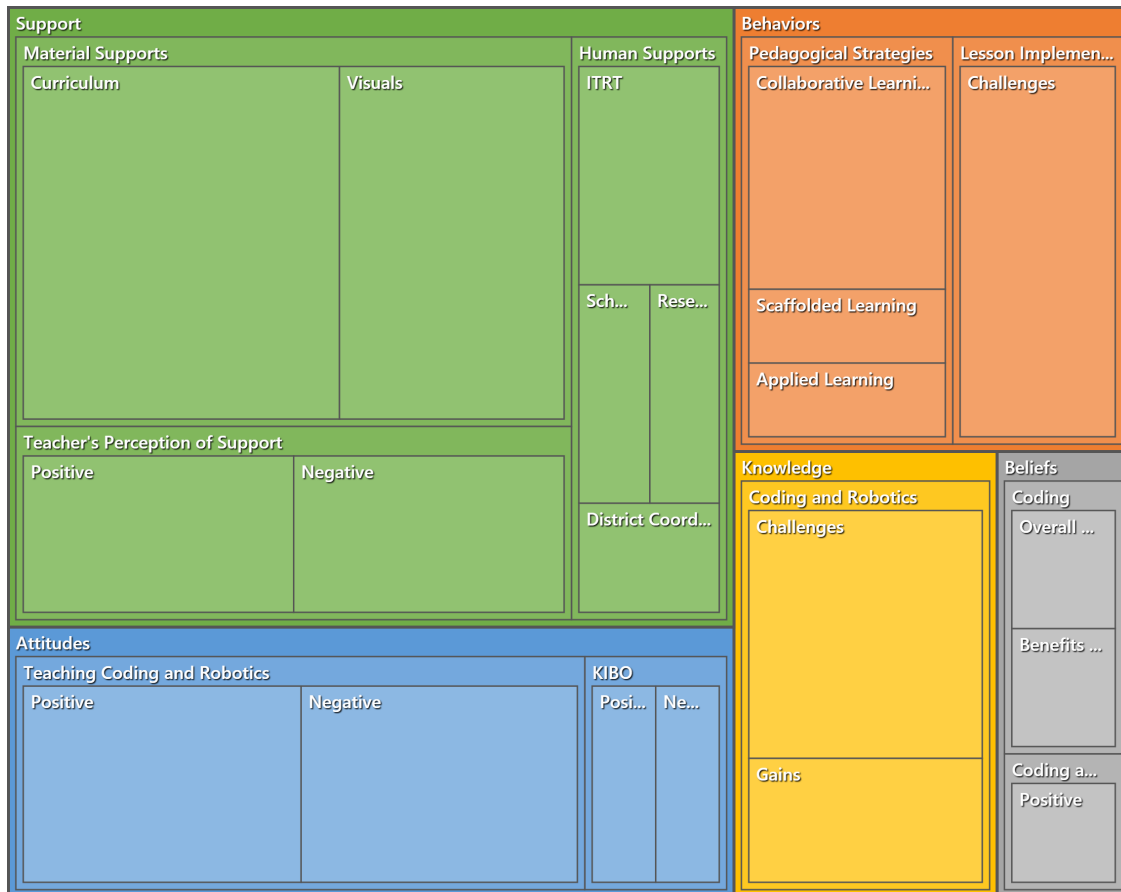 Support
Material Supports
Curriculum
Visuals
Human Supports
ITRT
Sch...
Rese...
District Coord...
Teacher's Perception of Support
Positive
Negative
Attitudes
Teaching Coding and Robotics
Positive
Negative
KIBO
Posi...
Ne...
Behaviors
Pedagogical Strategies
Collaborative Learni...
Scaffolded Learning
Applied Learning
Lesson Implemen...
Challenges
Knowledge
Coding and Robotics
Challenges
Gains
Beliefs
Coding
Overall ...
Benefits ...
Coding a...
Positive